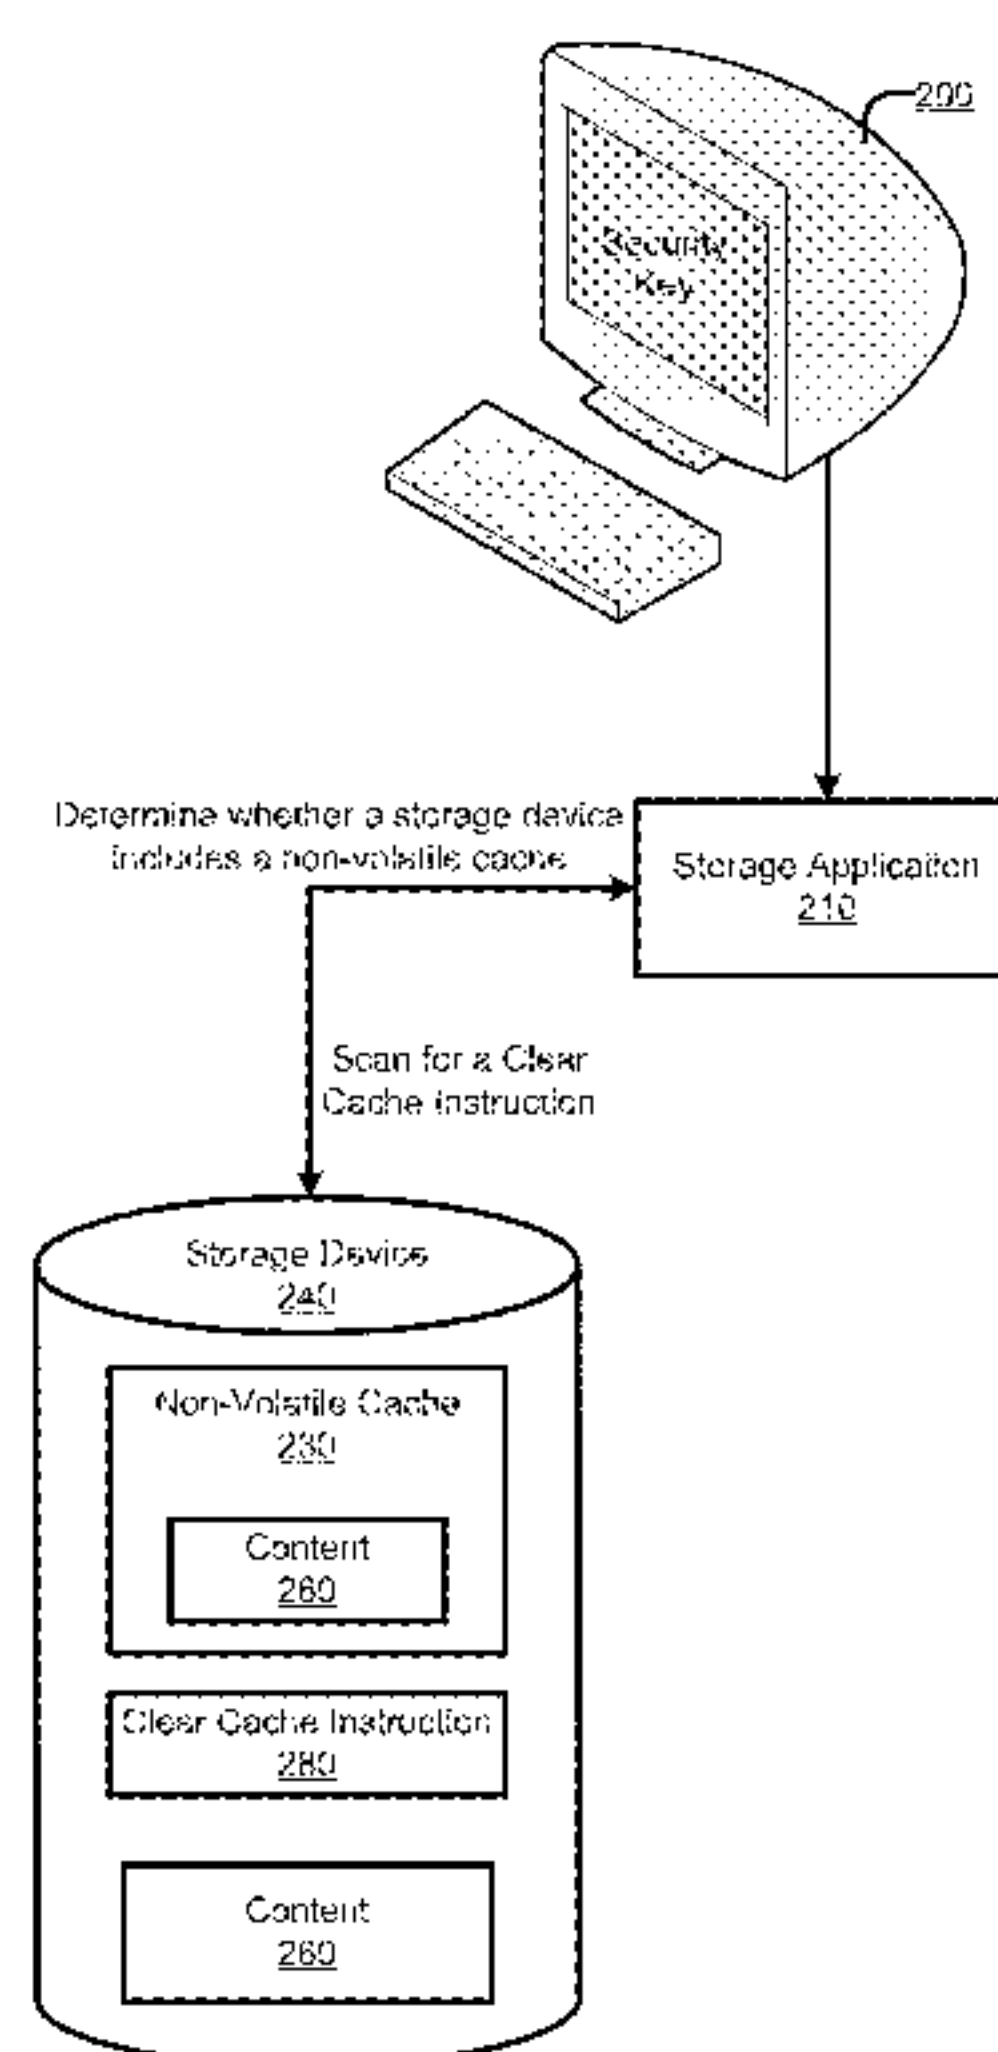 200
Security
Key
Determine whether a storage device
includes a non-volatile cache
Storage Application
210
Scan for a Clear
Cache Instruction
Storage Device
240
Non-Volatile Cache
230
Content
260
Clear Cache Instruction
280
Content
260